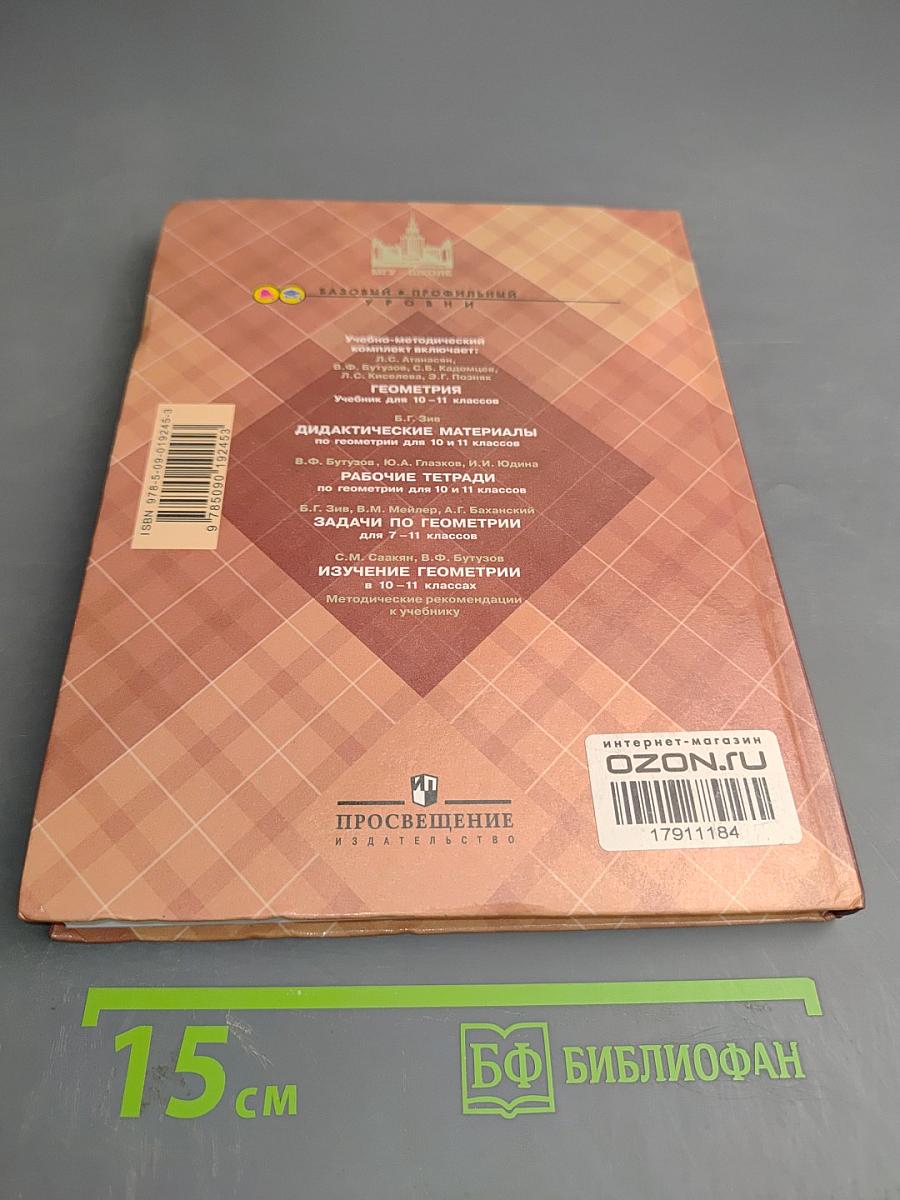 МГУ – ШКОЛЕ
БАЗОВЫЙ • ПРОФИЛЬНЫЙ
УРОВНИ
Учебно-методический
комплект включает:
Л.С. Атанасян,
В.Ф. Бутузов, С.Б. Кадомцев,
Л.С. Киселева, Э.Г. Позняк
ГЕОМЕТРИЯ
Учебник для 10–11 классов
Б.Г. Зив
ДИДАКТИЧЕСКИЕ МАТЕРИАЛЫ
по геометрии для 10 и 11 классов
В.Ф. Бутузов, Ю.А. Глазков, И.И. Юдина
РАБОЧИЕ ТЕТРАДИ
по геометрии для 10 и 11 классов
Б.Г. Зив, В.М. Мейлер, А.Г. Баханский
ЗАДАЧИ ПО ГЕОМЕТРИИ
для 7–11 классов
С.М. Саакян, В.Ф. Бутузов
ИЗУЧЕНИЕ ГЕОМЕТРИИ
в 10–11 классах
Методические рекомендации
к учебнику
ISBN 978-5-09-019245-3
9 785090 192453
ИП
ПРОСВЕЩЕНИЕ
ИЗДАТЕЛЬСТВО
интернет-магазин
OZON.ru
17911184
15 см
БФ БИБЛИОФАН